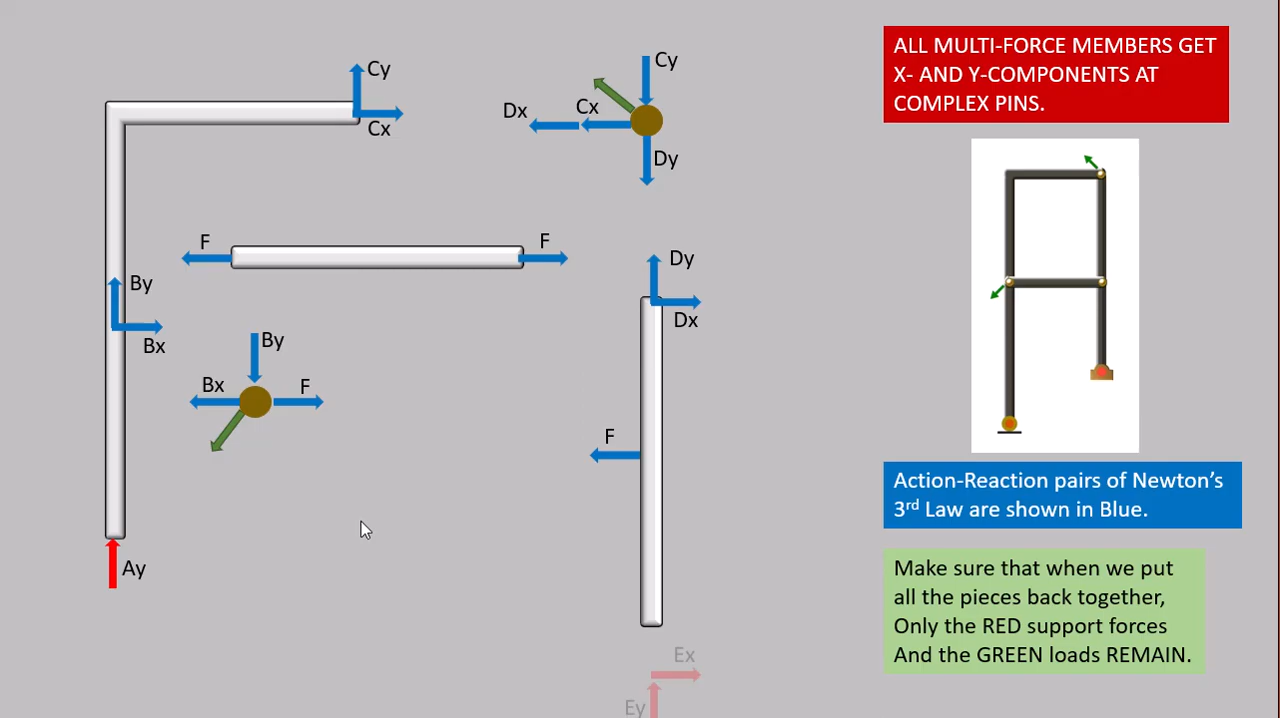 ALL MULTI-FORCE MEMBERS GET
X- AND Y-COMPONENTS AT
COMPLEX PINS.
Cy
Cx
Cy
Cx
Dx
Dy
F
F
By
Bx
By
Bx
F
Dy
Dx
F
Ay
Ex
Ey
Action-Reaction pairs of Newton's
3rd Law are shown in Blue.
Make sure that when we put
all the pieces back together,
Only the RED support forces
And the GREEN loads REMAIN.